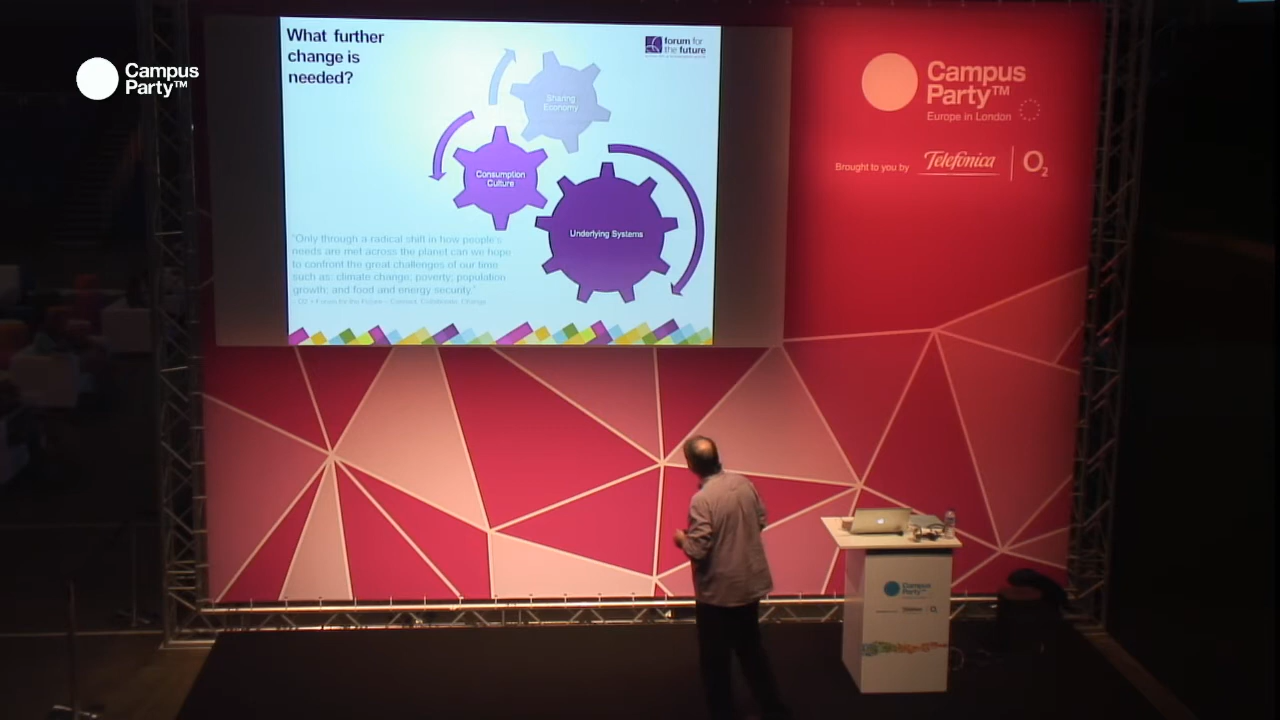 Campus
Party™
What further
change is
needed?
forum for
the future
Sharing
Economy
Consumption
Culture
Underlying Systems
"Only through a radical shift in how people's
needs are met across the planet can we hope
to confront the great challenges of our time
such as: climate change; poverty; population
growth; and food and energy security."
Campus
Party™
Europe in London
Brought to you by
Telefónica
O2
Campus
Party™